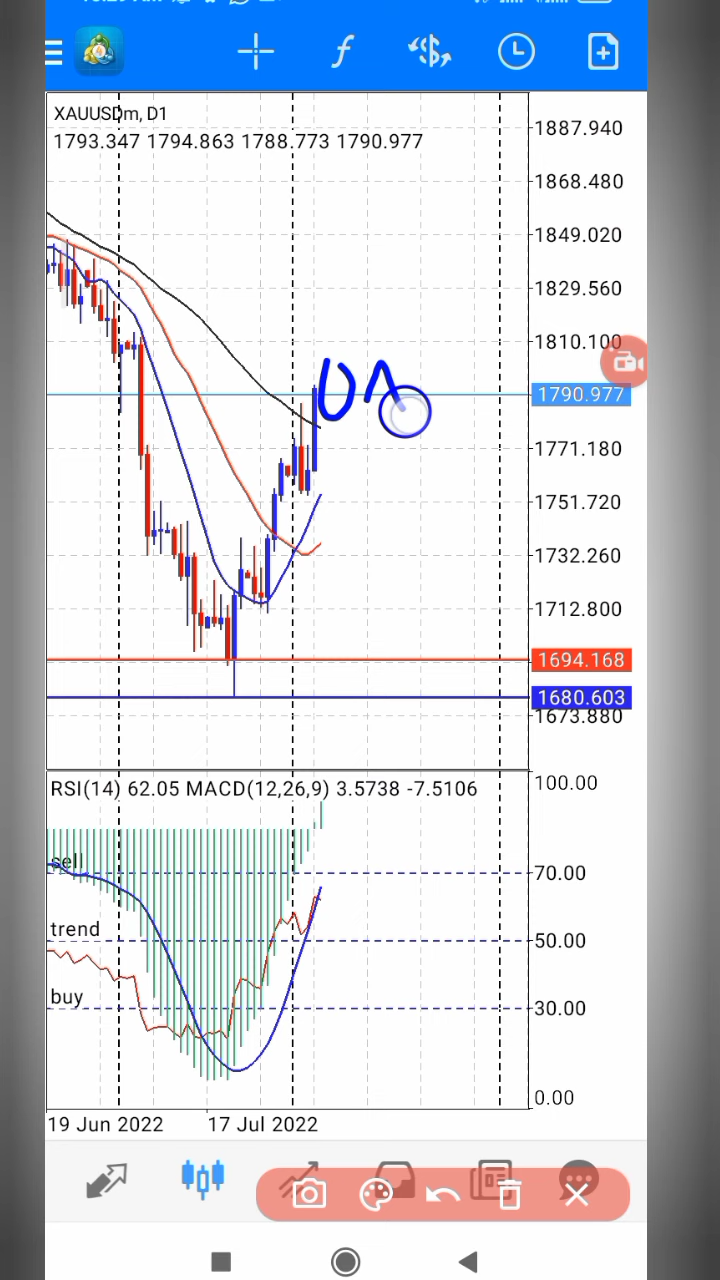 XAUUSDm, D1
1793.347 1794.863 1788.773 1790.977
1887.940
1868.480
1849.020
1829.560
1810.100
1790.977
1771.180
1751.720
1732.260
1712.800
1694.168
1680.603
1673.880
RSI(14) 62.05 MACD(12,26,9) 3.5738 -7.5106
100.00
sell
70.00
trend
50.00
buy
30.00
0.00
19 Jun 2022 17 Jul 2022